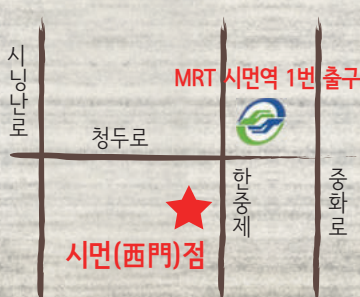 시닝난로
MRT 시먼역 1번 출구
청두로
한중제
중화로
시먼(西門)점